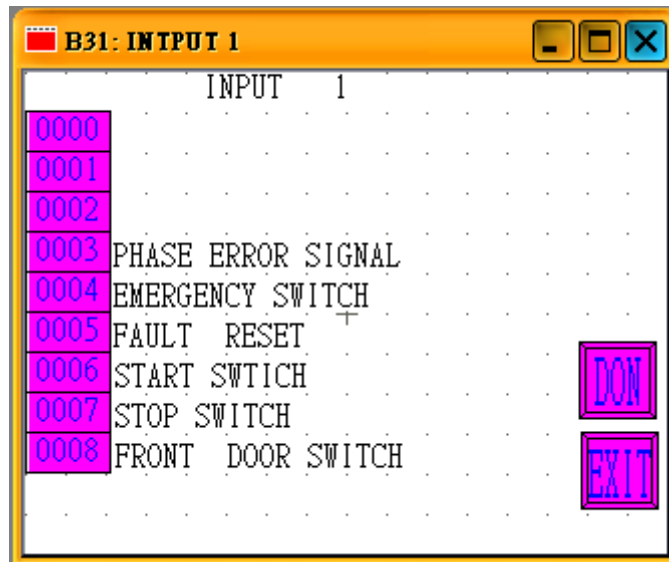 B31: INTPUT 1
INPUT 1
0000
0001
0002
0003 PHASE ERROR SIGNAL
0004 EMERGENCY SWITCH
0005 FAULT RESET
0006 START SWTICH
0007 STOP SWITCH
0008 FRONT DOOR SWITCH
DON
EXIT